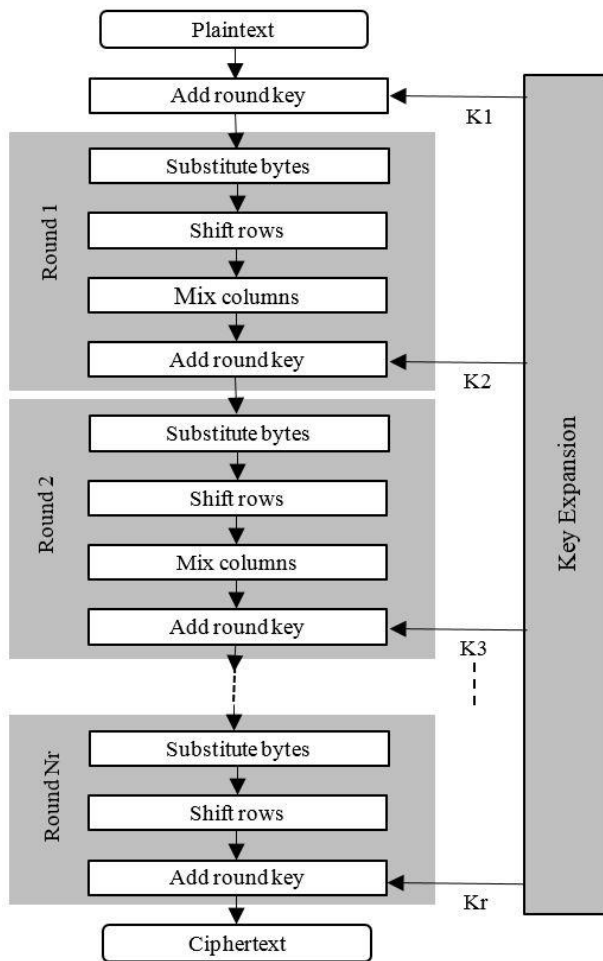 Plaintext
Add round key
K1
Round 1
Substitute bytes
Shift rows
Mix columns
Add round key
K2
Round 2
Substitute bytes
Shift rows
Mix columns
Add round key
K3
Key Expansion
Round Nr
Substitute bytes
Shift rows
Add round key
Kr
Ciphertext